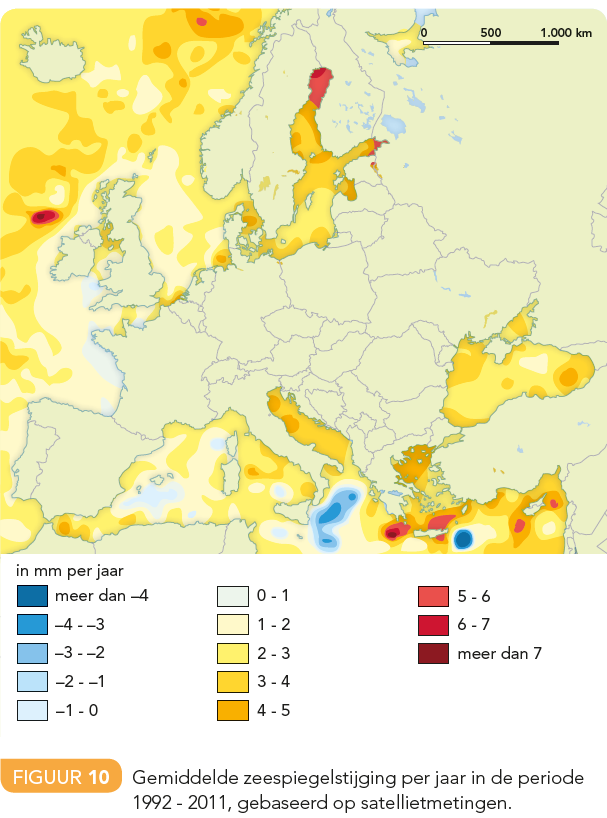 0 500 1.000 km
in mm per jaar
meer dan –4
–4 - –3
–3 - –2
–2 - –1
–1 - 0
0 - 1
1 - 2
2 - 3
3 - 4
4 - 5
5 - 6
6 - 7
meer dan 7
FIGUUR 10 Gemiddelde zeespiegelstijging per jaar in de periode
1992 - 2011, gebaseerd op satellietmetingen.